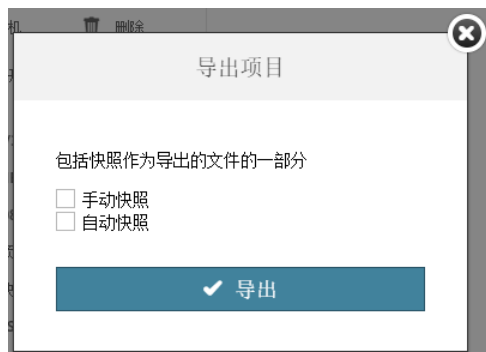 机 删除
导出项目
包括快照作为导出的文件的一部分
手动快照
自动快照
导出